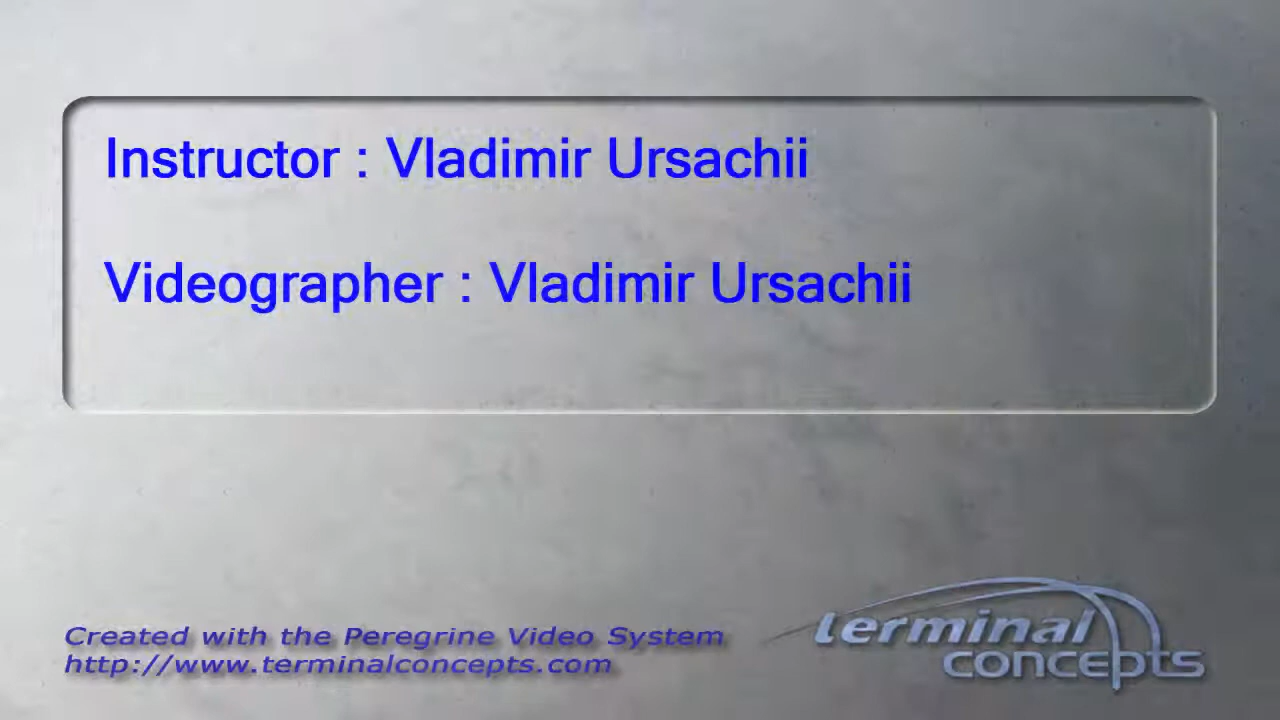 Instructor : Vladimir Ursachii
Videographer : Vladimir Ursachii
Created with the Peregrine Video System
http://www.terminalconcepts.com
terminal
concepts